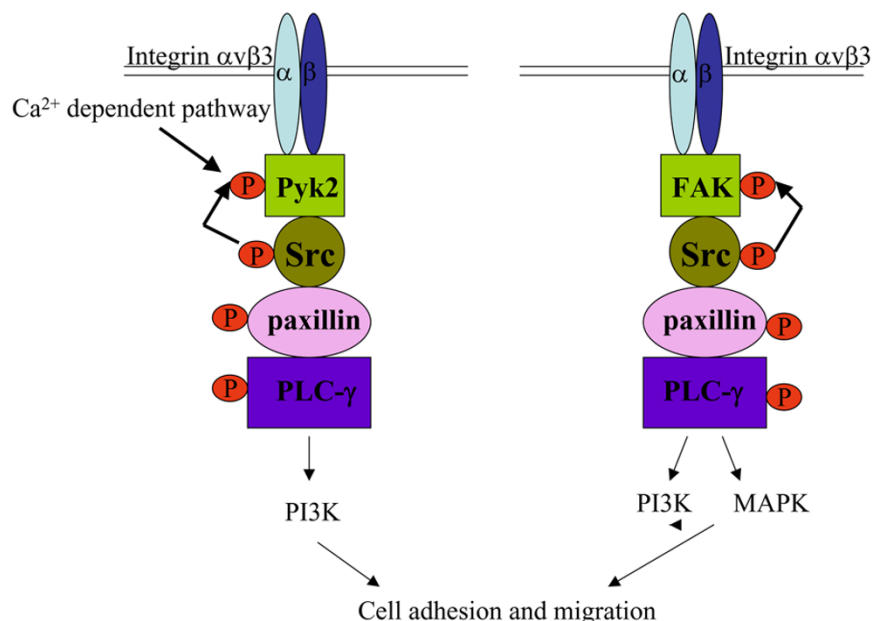 Integrin αvβ3
α β
Ca²⁺ dependent pathway
P Pyk2
P Src
P paxillin
P PLC-γ
PI3K
Integrin αvβ3
α β
FAK P
Src P
paxillin P
PLC-γ P
PI3K MAPK
Cell adhesion and migration